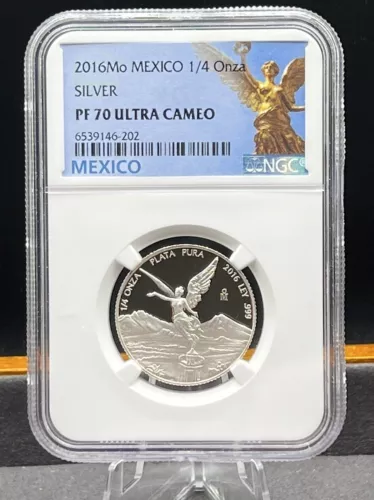 2016Mo MEXICO 1/4 Onza
SILVER
PF 70 ULTRA CAMEO
6539146-202
MEXICO
NGC
1/4 ONZA PLATA PURA 2016 LEY .999
Mo